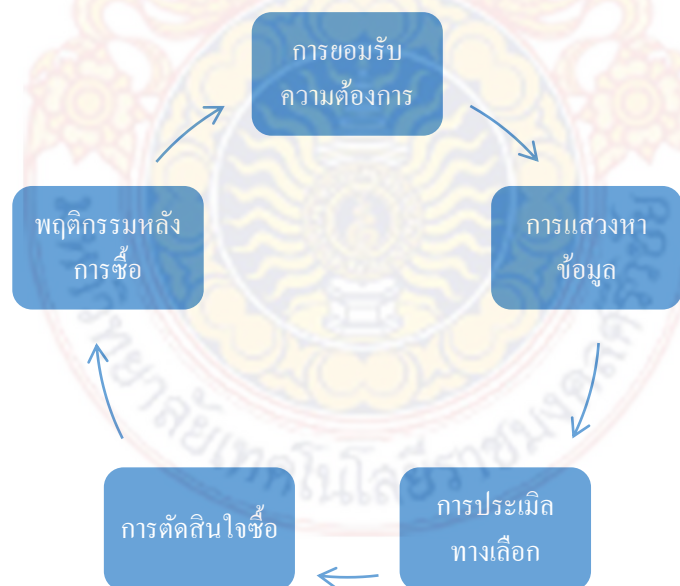 การยอมรับ
ความต้องการ
การแสวงหา
ข้อมูล
การประเมิล
ทางเลือก
การตัดสินใจซื้อ
พฤติกรรมหลัง
การซื้อ